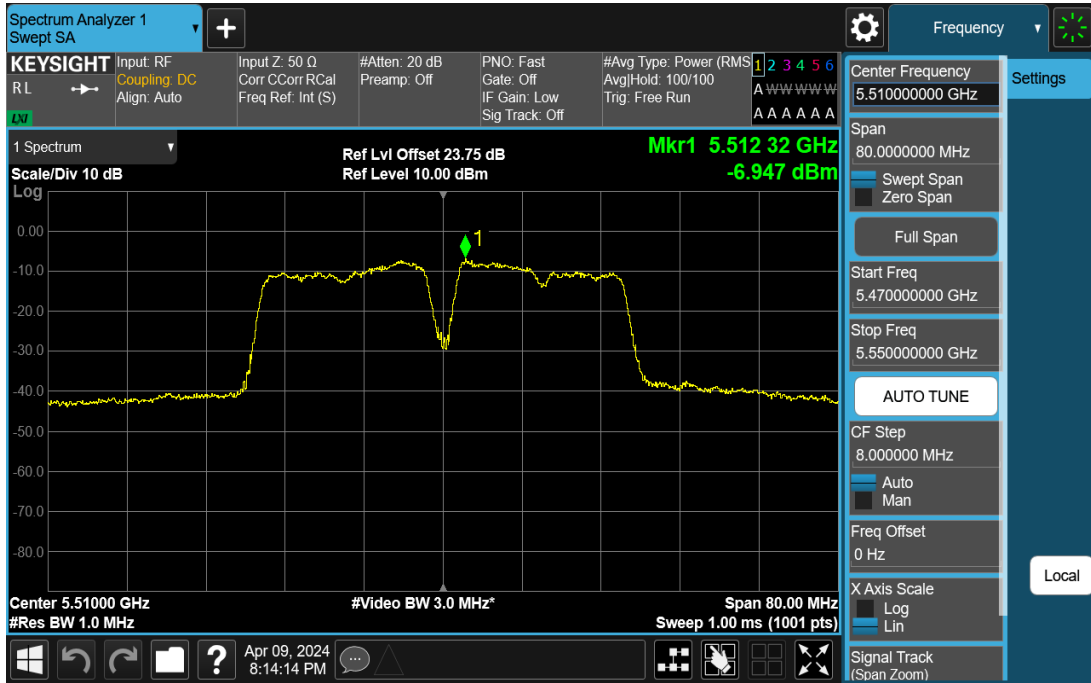 Spectrum Analyzer 1
Swept SA
+
Frequency
KEYSIGHT
R L
LXI
Input: RF
Coupling: DC
Align: Auto
Input Z: 50 Ω
Corr CCorr RCal
Freq Ref: Int (S)
#Atten: 20 dB
Preamp: Off
PNO: Fast
Gate: Off
IF Gain: Low
Sig Track: Off
#Avg Type: Power (RMS
Avg|Hold: 100/100
Trig: Free Run
1 2 3 4 5 6
A W W W W W
A A A A A A
1 Spectrum
Scale/Div 10 dB
Log
Ref Lvl Offset 23.75 dB
Ref Level 10.00 dBm
Mkr1 5.512 32 GHz
-6.947 dBm
1
0.00
-10.0
-20.0
-30.0
-40.0
-50.0
-60.0
-70.0
-80.0
Center 5.51000 GHz
#Res BW 1.0 MHz
#Video BW 3.0 MHz*
Span 80.00 MHz
Sweep 1.00 ms (1001 pts)
Center Frequency
5.510000000 GHz
Span
80.0000000 MHz
Swept Span
Zero Span
Full Span
Start Freq
5.470000000 GHz
Stop Freq
5.550000000 GHz
AUTO TUNE
CF Step
8.000000 MHz
Auto
Man
Freq Offset
0 Hz
X Axis Scale
Log
Lin
Signal Track
(Span Zoom)
Settings
Local
?
Apr 09, 2024
8:14:14 PM